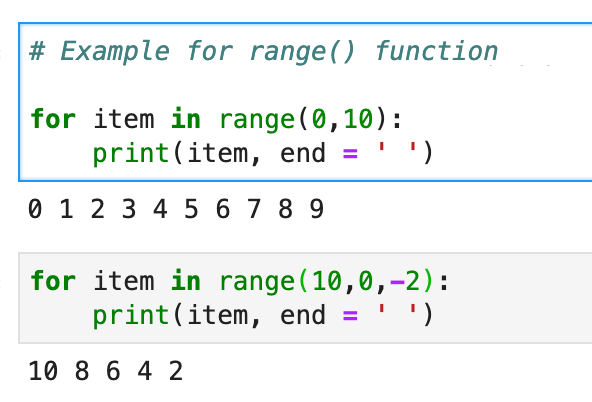 # Example for range() function
for item in range(0,10):
    print(item, end = ' ')
0 1 2 3 4 5 6 7 8 9
for item in range(10,0,-2):
    print(item, end = ' ')
10 8 6 4 2